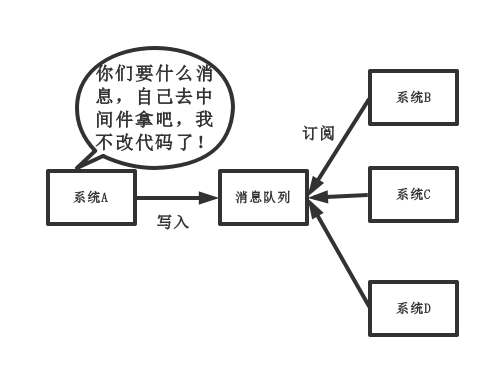 你们要什么消
息，自己去中
间件拿吧，我
不改代码了！
系统B
订阅
系统A
消息队列
系统C
写入
系统D